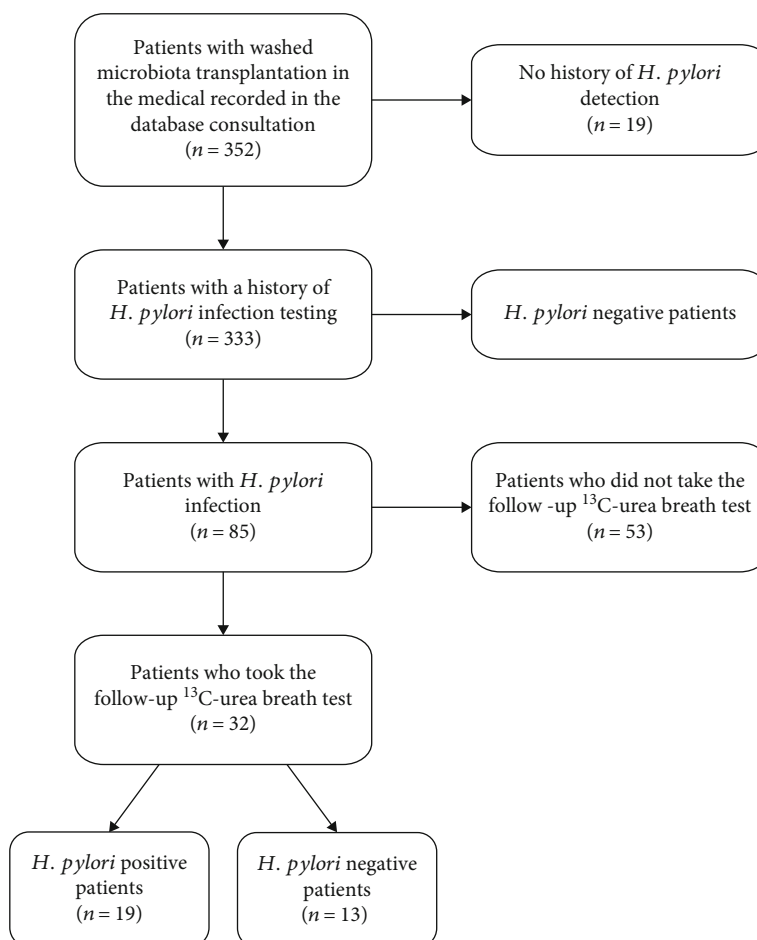 Patients with washed
microbiota transplantation in
the medical recorded in the
database consultation
(n = 352)
No history of H. pylori
detection
(n = 19)
Patients with a history of
H. pylori infection testing
(n = 333)
H. pylori negative patients
Patients with H. pylori
infection
(n = 85)
Patients who did not take the
follow -up ¹³C-urea breath test
(n = 53)
Patients who took the
follow-up ¹³C-urea breath test
(n = 32)
H. pylori positive
patients
(n = 19)
H. pylori negative
patients
(n = 13)